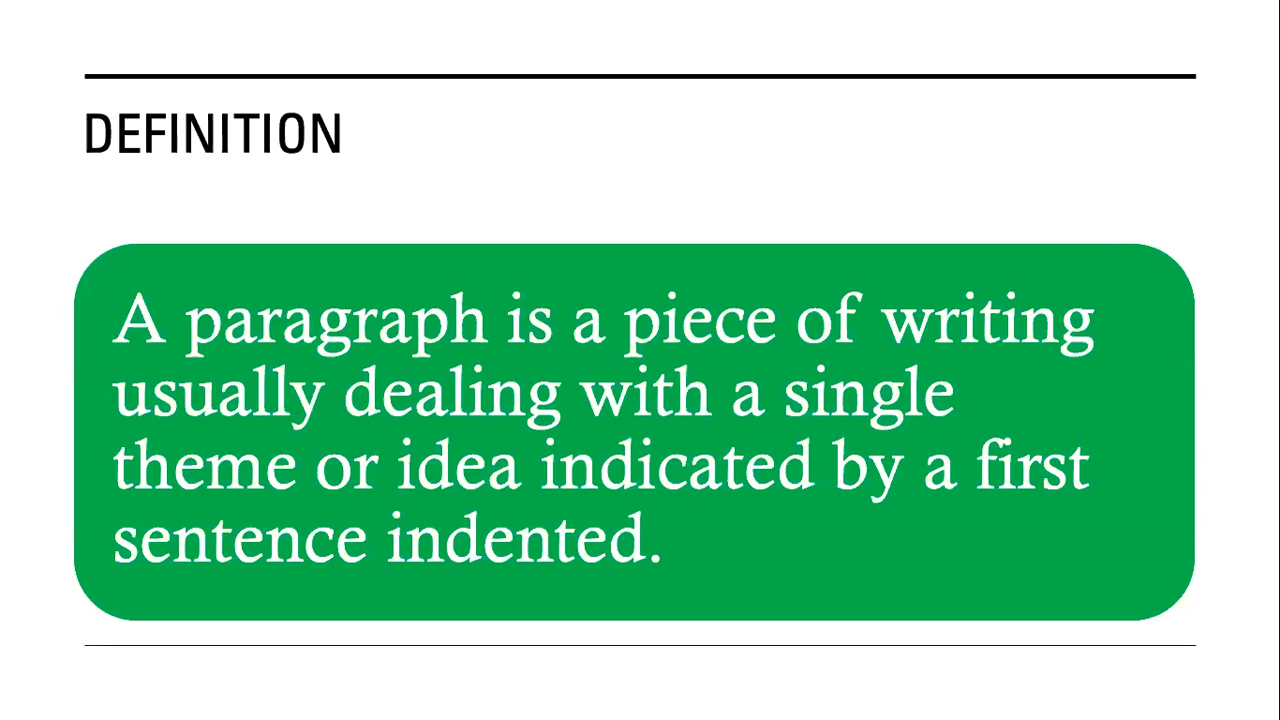 DEFINITION
A paragraph is a piece of writing
usually dealing with a single
theme or idea indicated by a first
sentence indented.